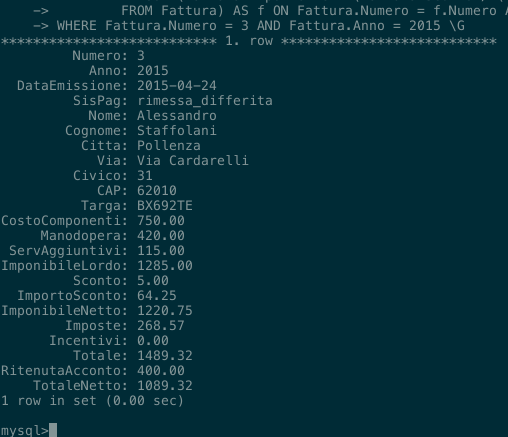 -> FROM Fattura) AS f ON Fattura.Numero = f.Numero
-> WHERE Fattura.Numero = 3 AND Fattura.Anno = 2015 \G
*************************** 1. row ***************************
Numero: 3
Anno: 2015
DataEmissione: 2015-04-24
SisPag: rimessa_differita
Nome: Alessandro
Cognome: Staffolani
Citta: Pollenza
Via: Via Cardarelli
Civico: 31
CAP: 62010
Targa: BX692TE
CostoComponenti: 750.00
Manodopera: 420.00
ServAggiuntivi: 115.00
ImponibileLordo: 1285.00
Sconto: 5.00
ImportoSconto: 64.25
ImponibileNetto: 1220.75
Imposte: 268.57
Incentivi: 0.00
Totale: 1489.32
RitenutaAcconto: 400.00
TotaleNetto: 1089.32
1 row in set (0.00 sec)
mysql>